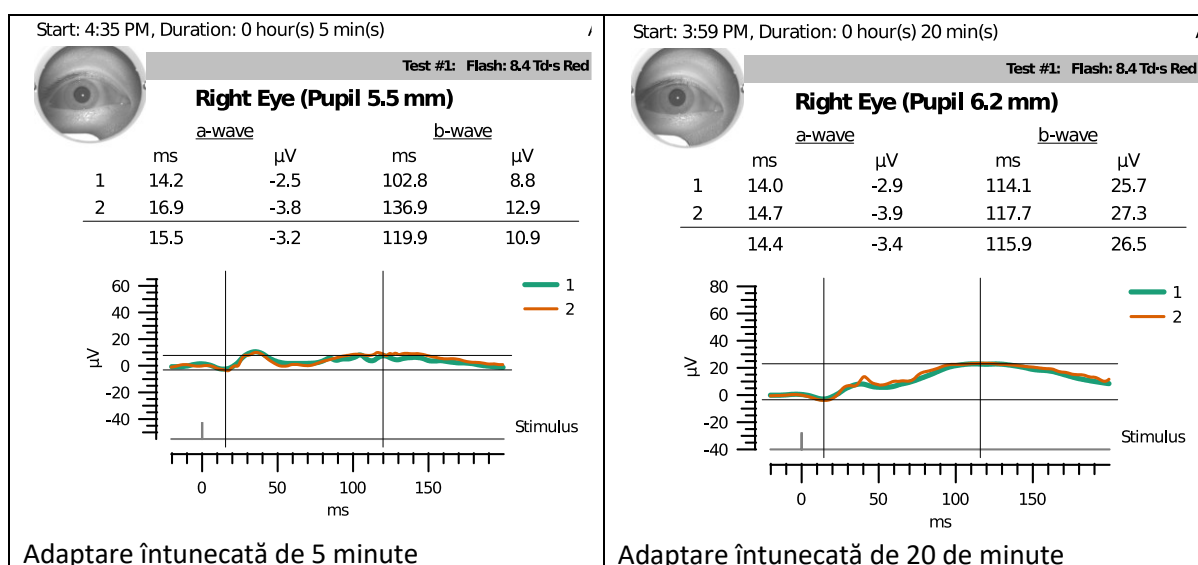 Start: 4:35 PM, Duration: 0 hour(s) 5 min(s)
Test #1: Flash: 8.4 Td·s Red
Right Eye (Pupil 5.5 mm)
a-wave b-wave
ms µV ms µV
1 14.2 -2.5 102.8 8.8
2 16.9 -3.8 136.9 12.9
15.5 -3.2 119.9 10.9
60
40
20
0
-20
-40
µV
1
2
Stimulus
0 50 100 150
ms
Adaptare întunecată de 5 minute
Start: 3:59 PM, Duration: 0 hour(s) 20 min(s)
Test #1: Flash: 8.4 Td·s Red
Right Eye (Pupil 6.2 mm)
a-wave b-wave
ms µV ms µV
1 14.0 -2.9 114.1 25.7
2 14.7 -3.9 117.7 27.3
14.4 -3.4 115.9 26.5
80
60
40
20
0
-20
-40
µV
1
2
Stimulus
0 50 100 150
ms
Adaptare întunecată de 20 de minute